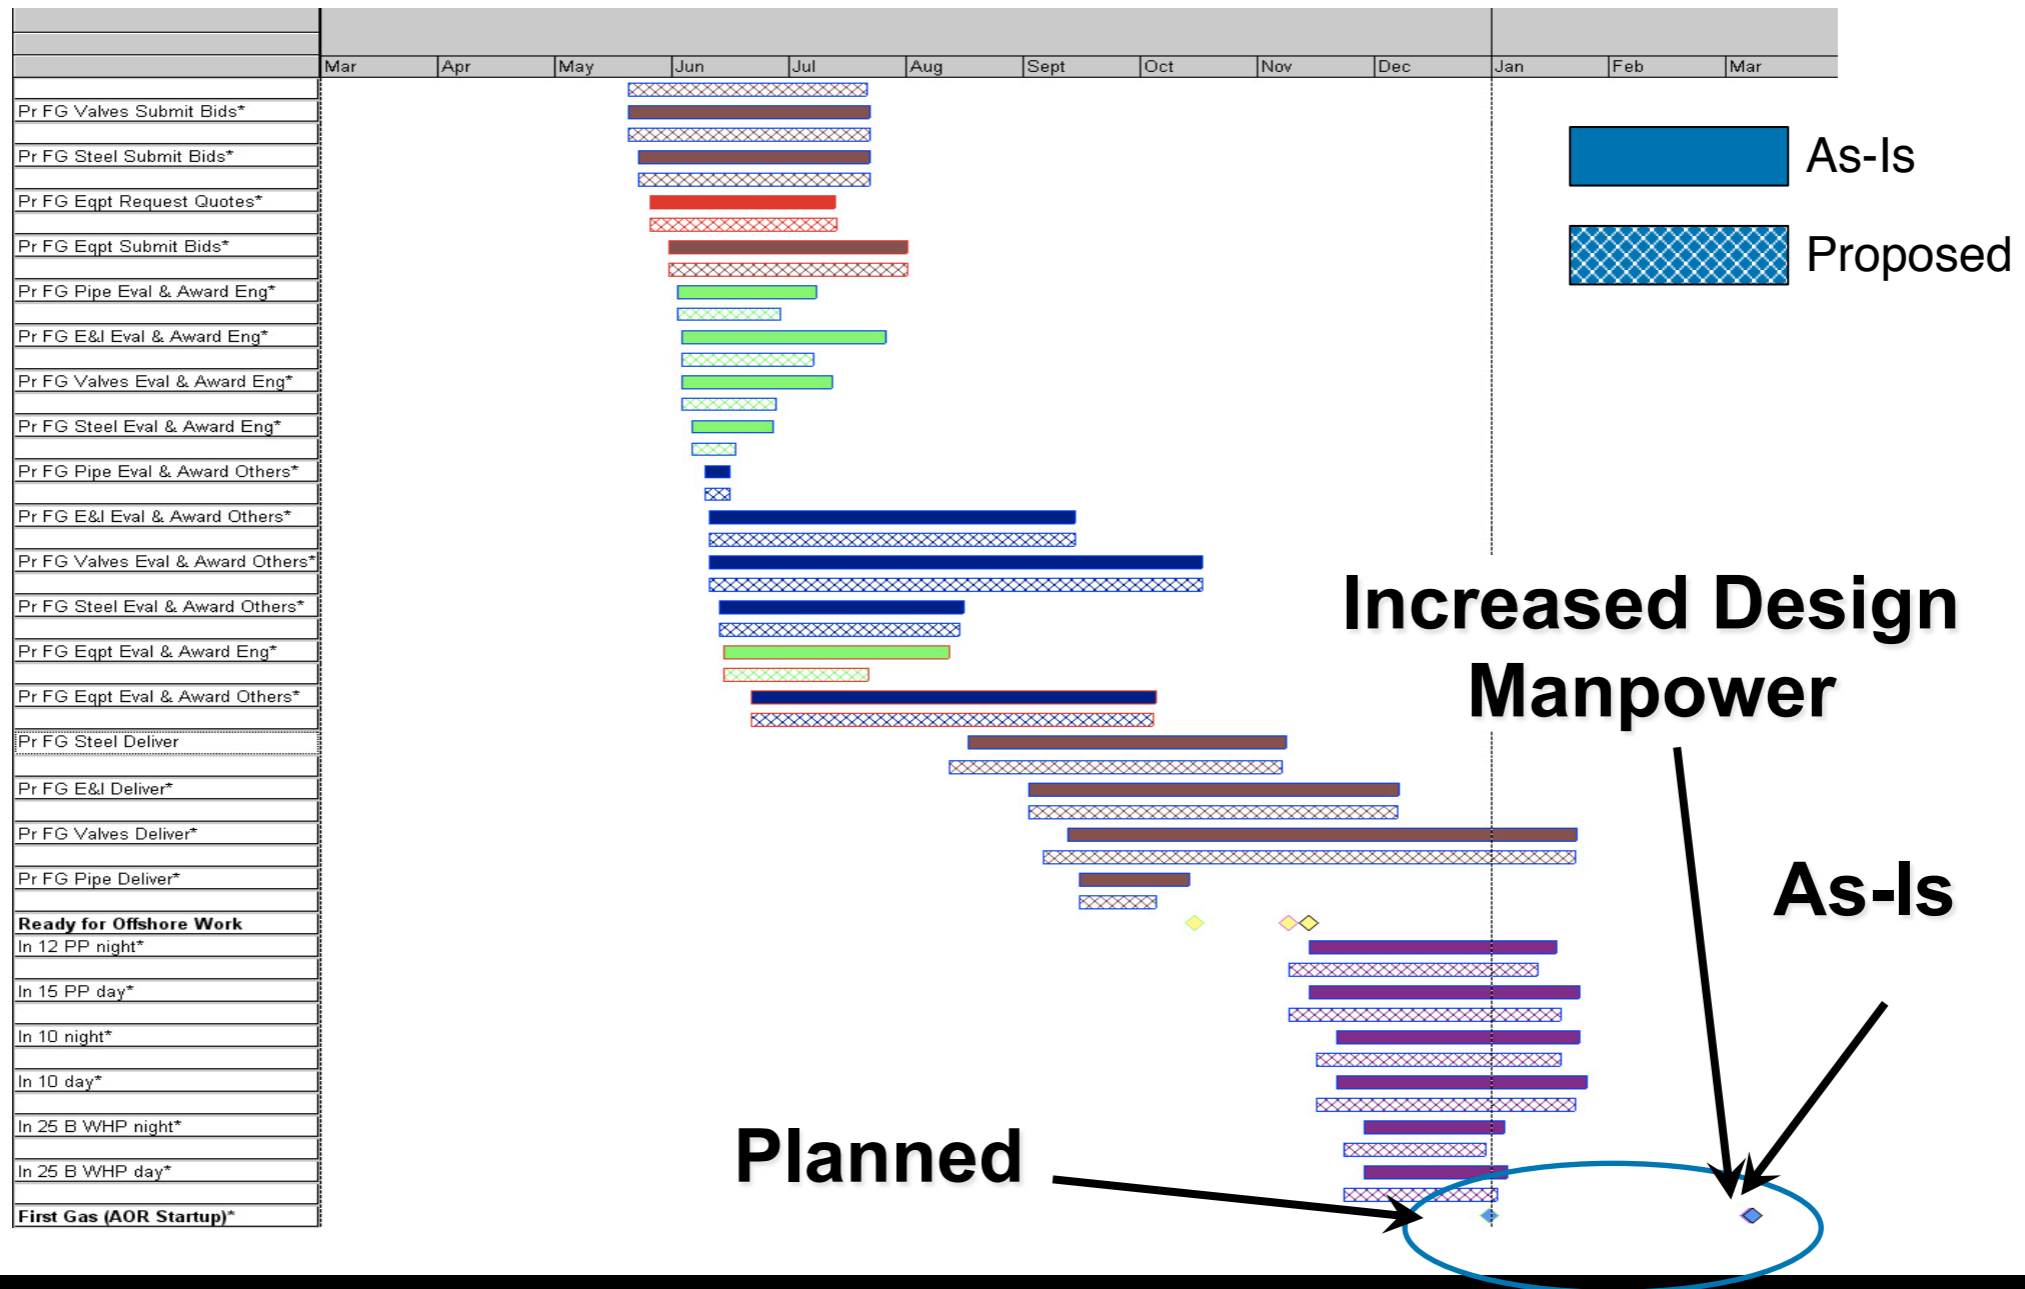 Mar Apr May Jun Jul Aug Sept Oct Nov Dec Jan Feb Mar
Pr FG Valves Submit Bids*
Pr FG Steel Submit Bids*
Pr FG Eqpt Request Quotes*
Pr FG Eqpt Submit Bids*
Pr FG Pipe Eval & Award Eng*
Pr FG E&I Eval & Award Eng*
Pr FG Valves Eval & Award Eng*
Pr FG Steel Eval & Award Eng*
Pr FG Pipe Eval & Award Others*
Pr FG E&I Eval & Award Others*
Pr FG Valves Eval & Award Others*
Pr FG Steel Eval & Award Others*
Pr FG Eqpt Eval & Award Eng*
Pr FG Eqpt Eval & Award Others*
Pr FG Steel Deliver
Pr FG E&I Deliver*
Pr FG Valves Deliver*
Pr FG Pipe Deliver*
Ready for Offshore Work
In 12 PP night*
In 15 PP day*
In 10 night*
In 10 day*
In 25 B WHP night*
In 25 B WHP day*
First Gas (AOR Startup)*
As-Is
Proposed
Increased Design
Manpower
As-Is
Planned